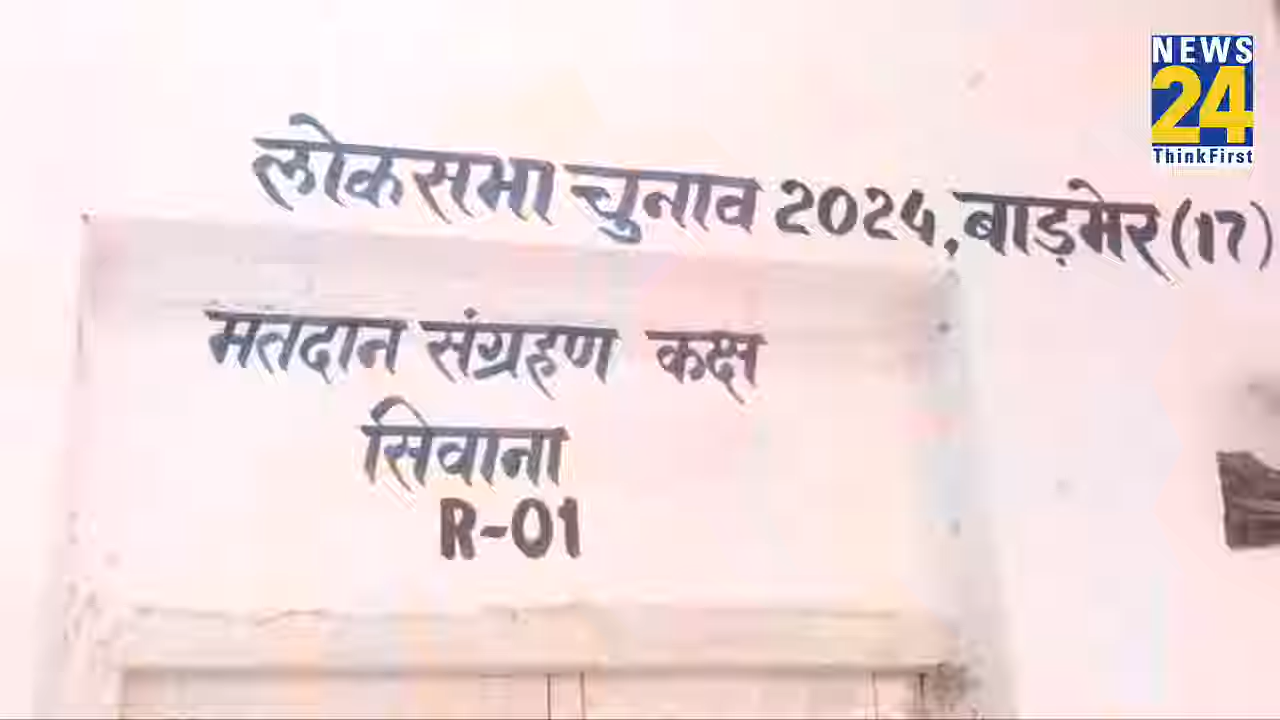 NEWS
24
ThinkFirst
लोकसभा चुनाव 2024, बाड़मेर (17)
मतदान संग्रहण कक्ष
सिवाना
R-01